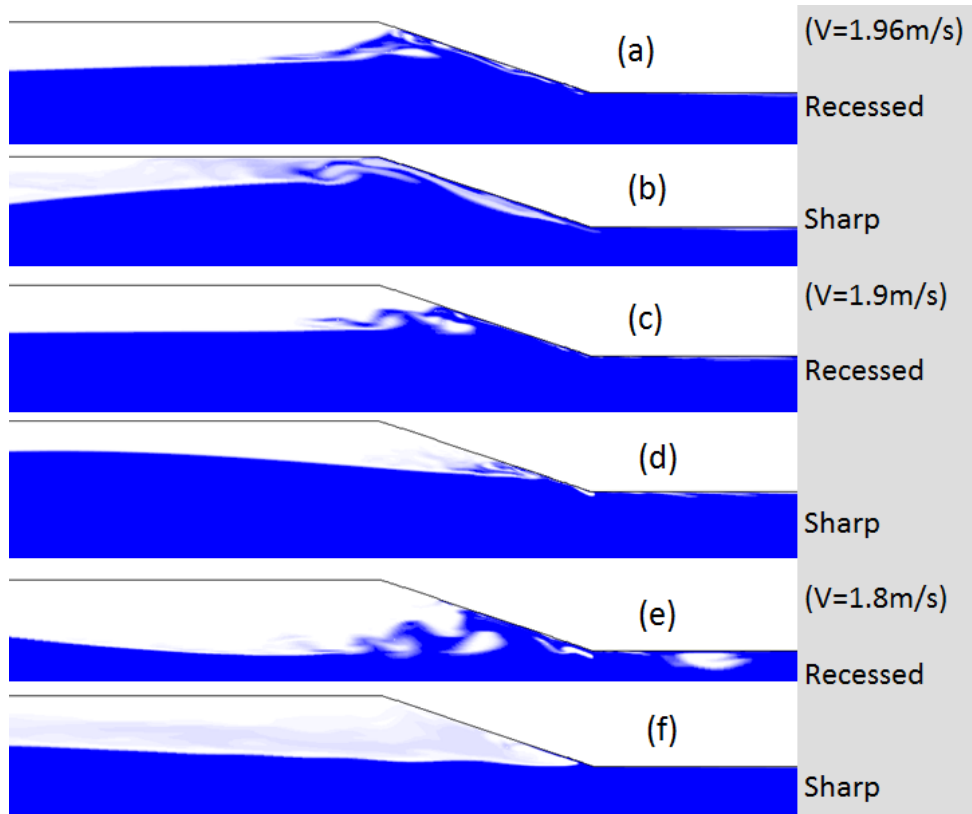 (V=1.96m/s)
(a)
Recessed
(b)
Sharp
(V=1.9m/s)
(c)
Recessed
(d)
Sharp
(V=1.8m/s)
(e)
Recessed
(f)
Sharp